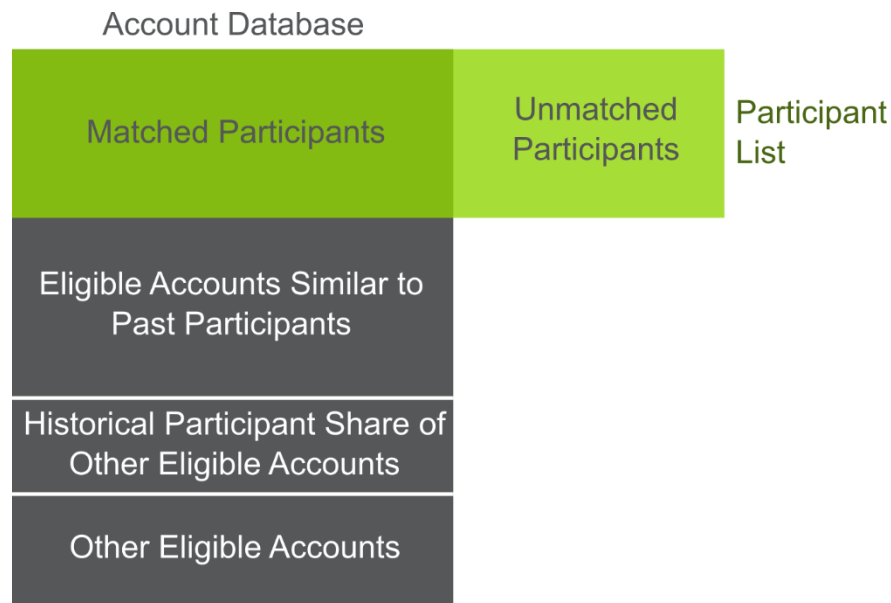 Account Database
Matched Participants
Unmatched
Participants
Participant
List
Eligible Accounts Similar to
Past Participants
Historical Participant Share of
Other Eligible Accounts
Other Eligible Accounts